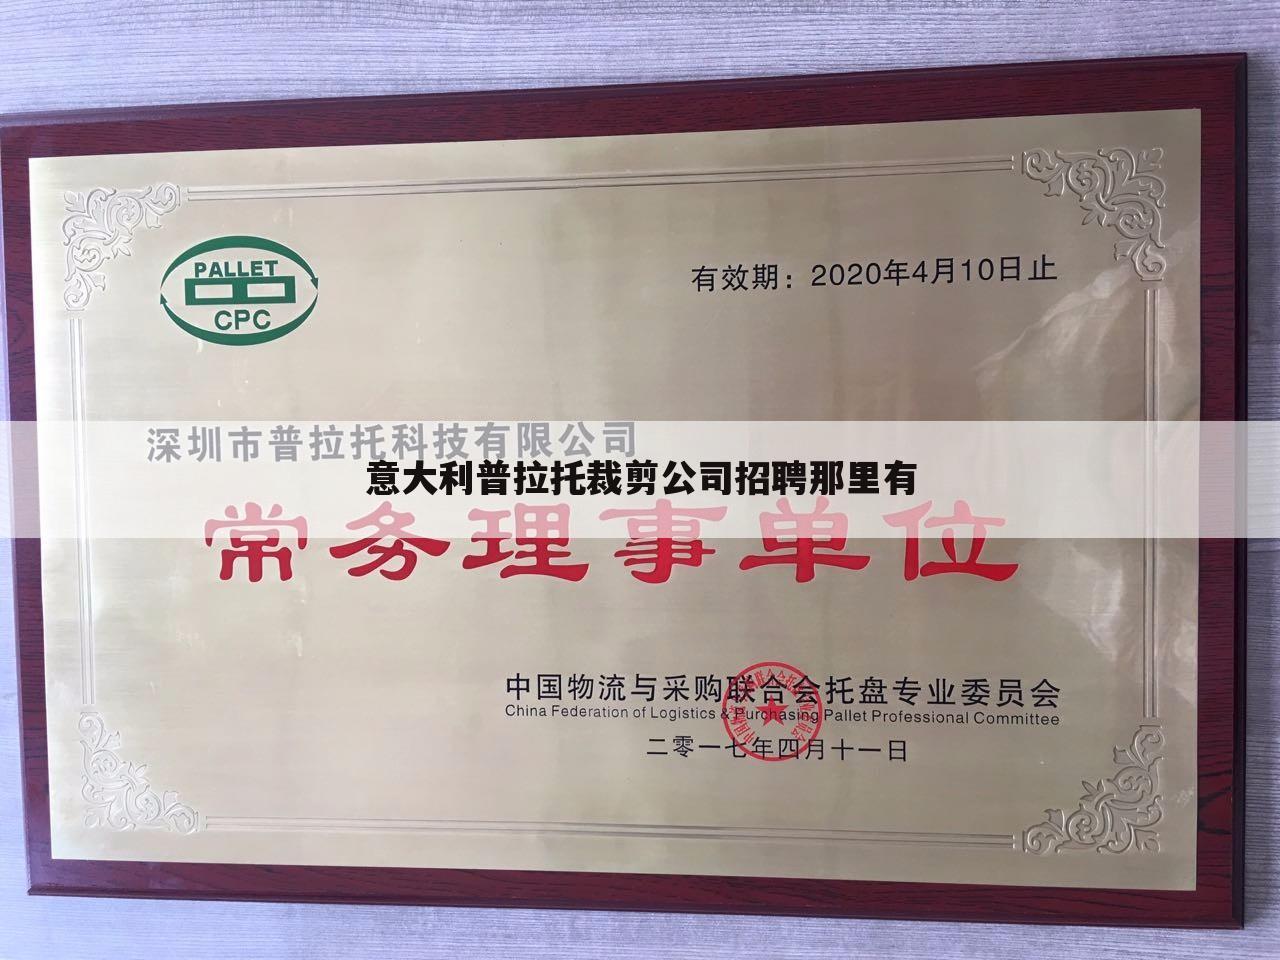 PALLET
CPC
有效期：2020年4月10日止
深圳市普拉托科技有限公司
意大利普拉托裁剪公司招聘那里有
常务理事单位
中国物流与采购联合会托盘专业委员会
China Federation of Logistics & Purchasing Pallet Professional Committee
二零一七年四月十一日